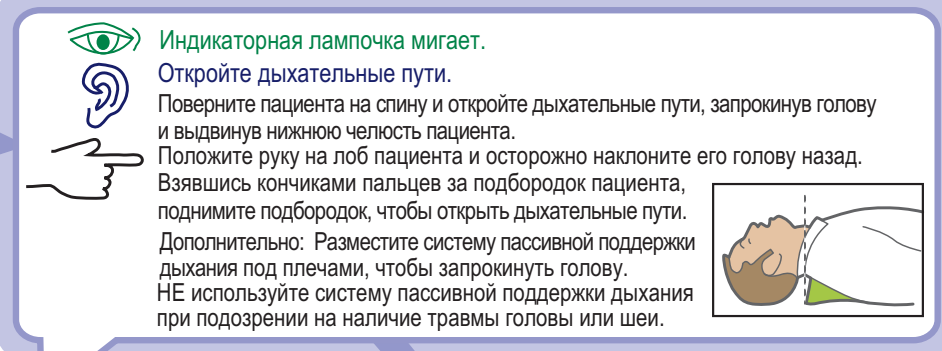 Индикаторная лампочка мигает.
Откройте дыхательные пути.
Поверните пациента на спину и откройте дыхательные пути, запрокинув голову
и выдвинув нижнюю челюсть пациента.
Положите руку на лоб пациента и осторожно наклоните его голову назад.
Взявшись кончиками пальцев за подбородок пациента,
поднимите подбородок, чтобы открыть дыхательные пути.
Дополнительно: Разместите систему пассивной поддержки
дыхания под плечами, чтобы запрокинуть голову.
НЕ используйте систему пассивной поддержки дыхания
при подозрении на наличие травмы головы или шеи.